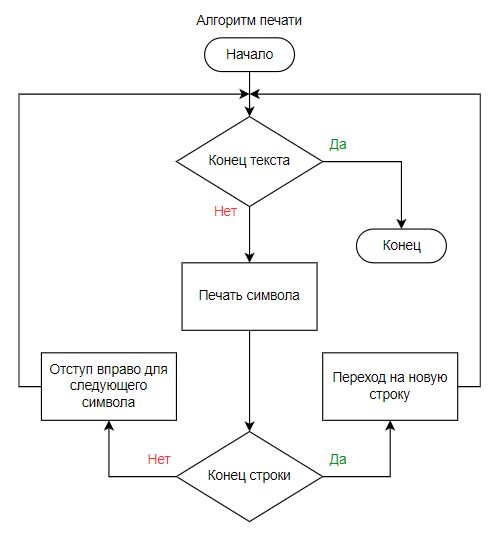 Алгоритм печати
Начало
Конец текста
Да
Нет
Конец
Печать символа
Отступ вправо для
следующего
символа
Переход на новую
строку
Нет
Конец строки
Да